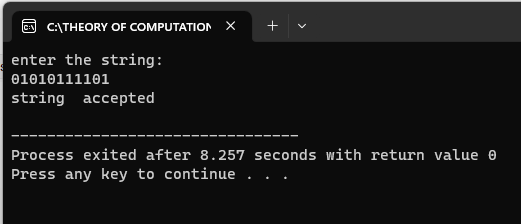 C:\THEORY OF COMPUTATION
enter the string:
01010111101
string  accepted
--------------------------------
Process exited after 8.257 seconds with return value 0
Press any key to continue . . .